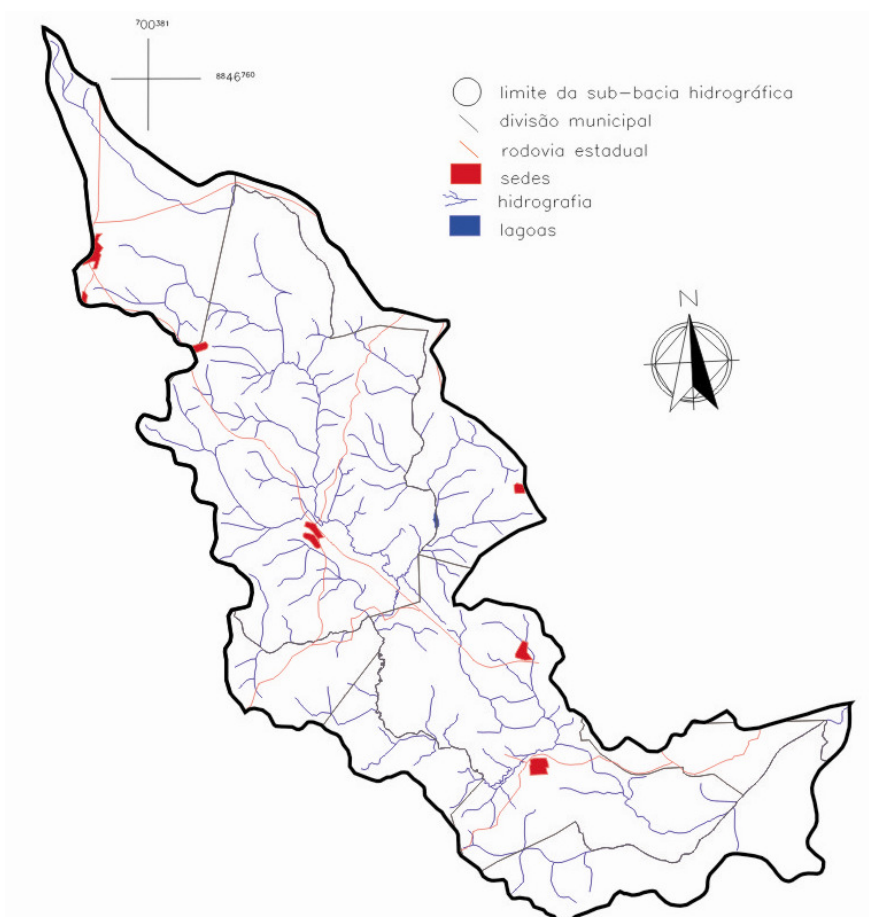 700381
8846760
limite da sub-bacia hidrográfica
divisão municipal
rodovia estadual
sedes
hidrografia
lagoas
N